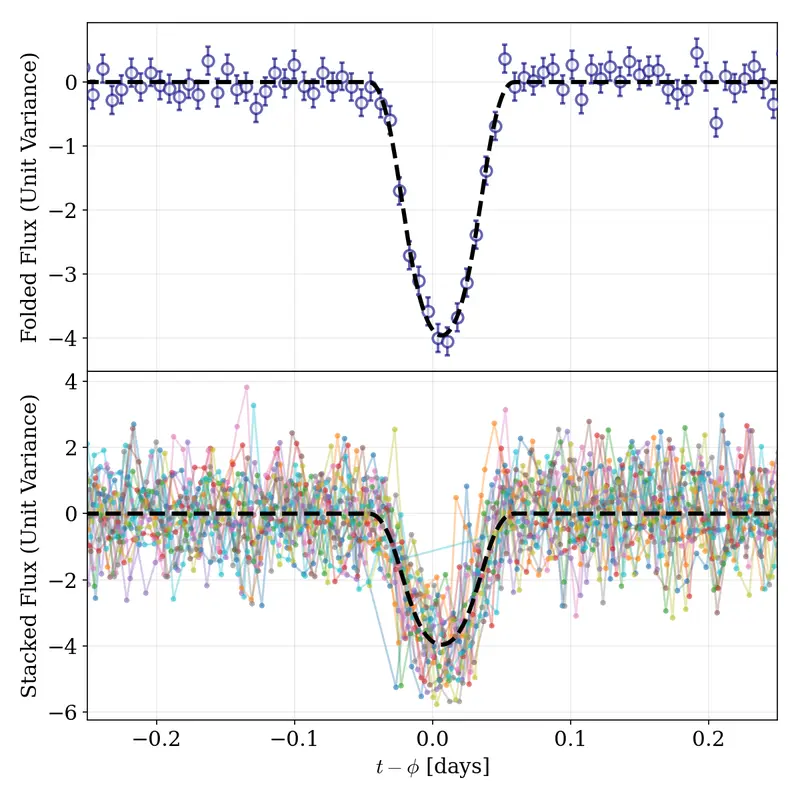 Folded Flux (Unit Variance)
0
−1
−2
−3
−4
Stacked Flux (Unit Variance)
4
2
0
−2
−4
−6
−0.2 −0.1 0.0 0.1 0.2
t − ϕ [days]